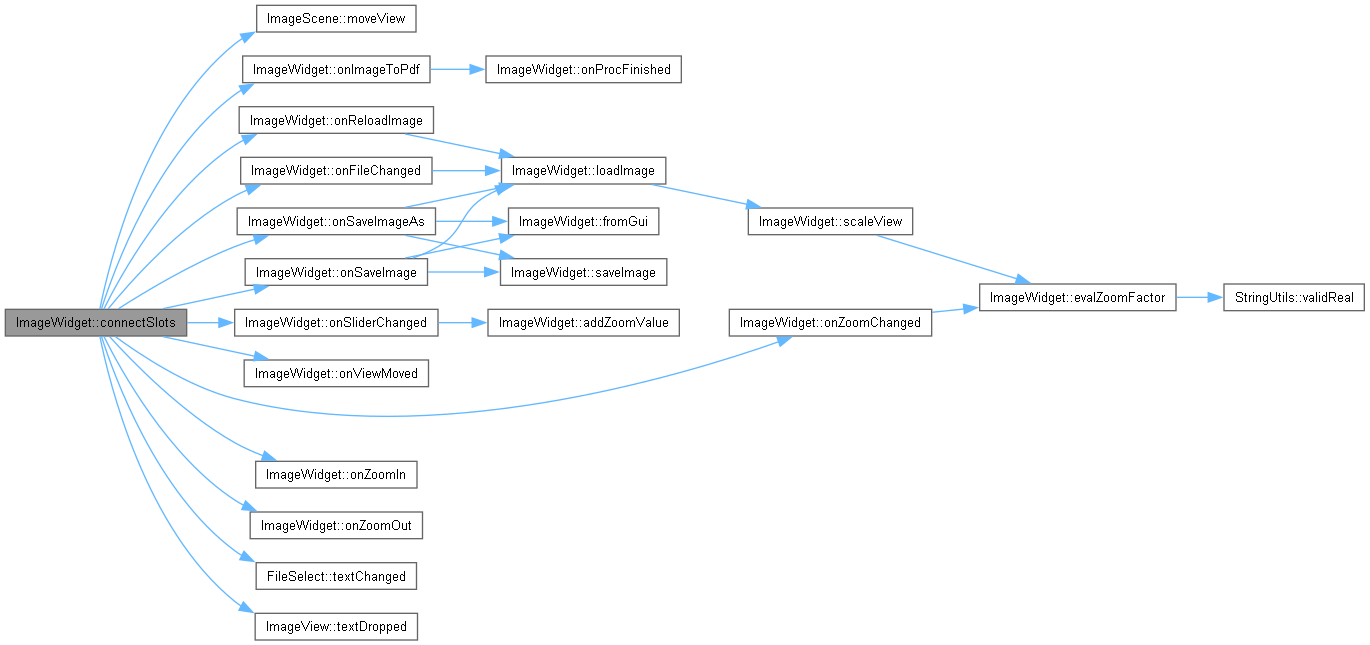 ImageScene::moveView
ImageWidget::onImageToPdf
ImageWidget::onProcFinished
ImageWidget::onReloadImage
ImageWidget::onFileChanged
ImageWidget::loadImage
ImageWidget::onSaveImageAs
ImageWidget::fromGui
ImageWidget::scaleView
ImageWidget::onSaveImage
ImageWidget::saveImage
ImageWidget::evalZoomFactor
StringUtils::validReal
ImageWidget::connectSlots
ImageWidget::onSliderChanged
ImageWidget::addZoomValue
ImageWidget::onZoomChanged
ImageWidget::onViewMoved
ImageWidget::onZoomIn
ImageWidget::onZoomOut
FileSelect::textChanged
ImageView::textDropped